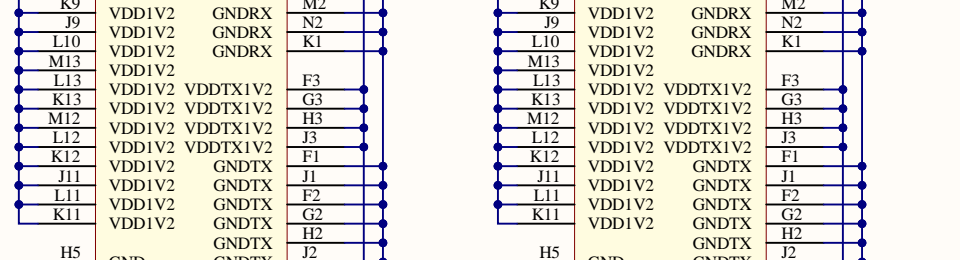 K9 M2 K9 M2
VDD1V2 GNDRX VDD1V2 GNDRX
J9 N2 J9 N2
VDD1V2 GNDRX VDD1V2 GNDRX
L10 K1 L10 K1
VDD1V2 GNDRX VDD1V2 GNDRX
M13 M13
VDD1V2 VDD1V2
L13 F3 L13 F3
VDD1V2 VDDTX1V2 VDD1V2 VDDTX1V2
K13 G3 K13 G3
VDD1V2 VDDTX1V2 VDD1V2 VDDTX1V2
M12 H3 M12 H3
VDD1V2 VDDTX1V2 VDD1V2 VDDTX1V2
L12 J3 L12 J3
VDD1V2 VDDTX1V2 VDD1V2 VDDTX1V2
K12 F1 K12 F1
VDD1V2 GNDTX VDD1V2 GNDTX
J11 J1 J11 J1
VDD1V2 GNDTX VDD1V2 GNDTX
L11 F2 L11 F2
VDD1V2 GNDTX VDD1V2 GNDTX
K11 G2 K11 G2
VDD1V2 GNDTX VDD1V2 GNDTX
H2 H2
GNDTX GNDTX
H5 J2 H5 J2
GND GNDTX GND GNDTX